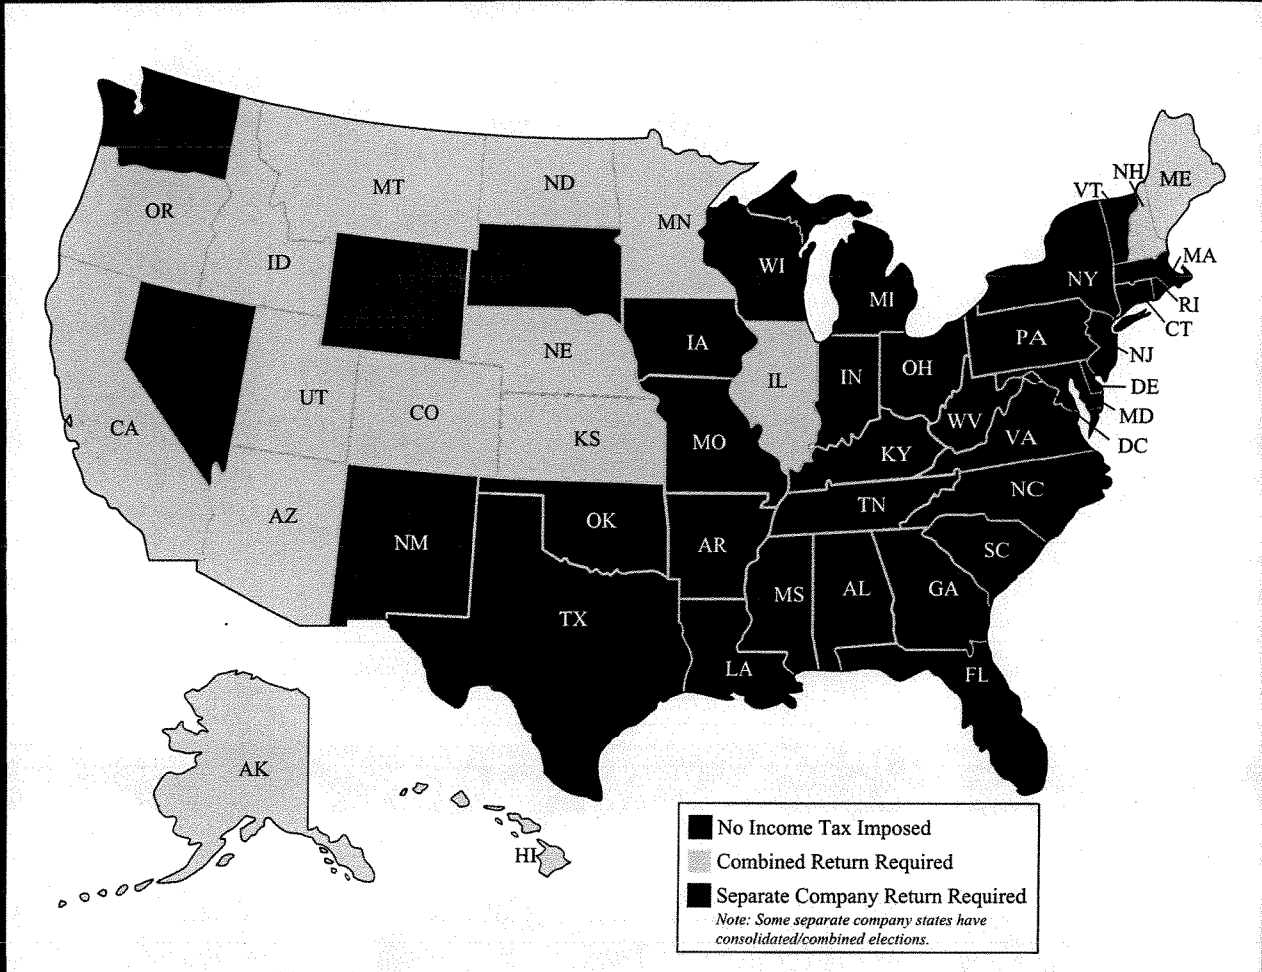 NH
ME
VT
MT
ND
OR
MN
MA
ID
WI
NY
MI
RI
CT
PA
IA
NJ
NE
OH
IN
IL
DE
UT
CO
MD
CA
WV
KS
VA
MO
DC
KY
NC
TN
AZ
OK
NM
AR
SC
MS
AL
GA
TX
LA
FL
AK
HI
No Income Tax Imposed
Combined Return Required
Separate Company Return Required
Note: Some separate company states have
consolidated/combined elections.